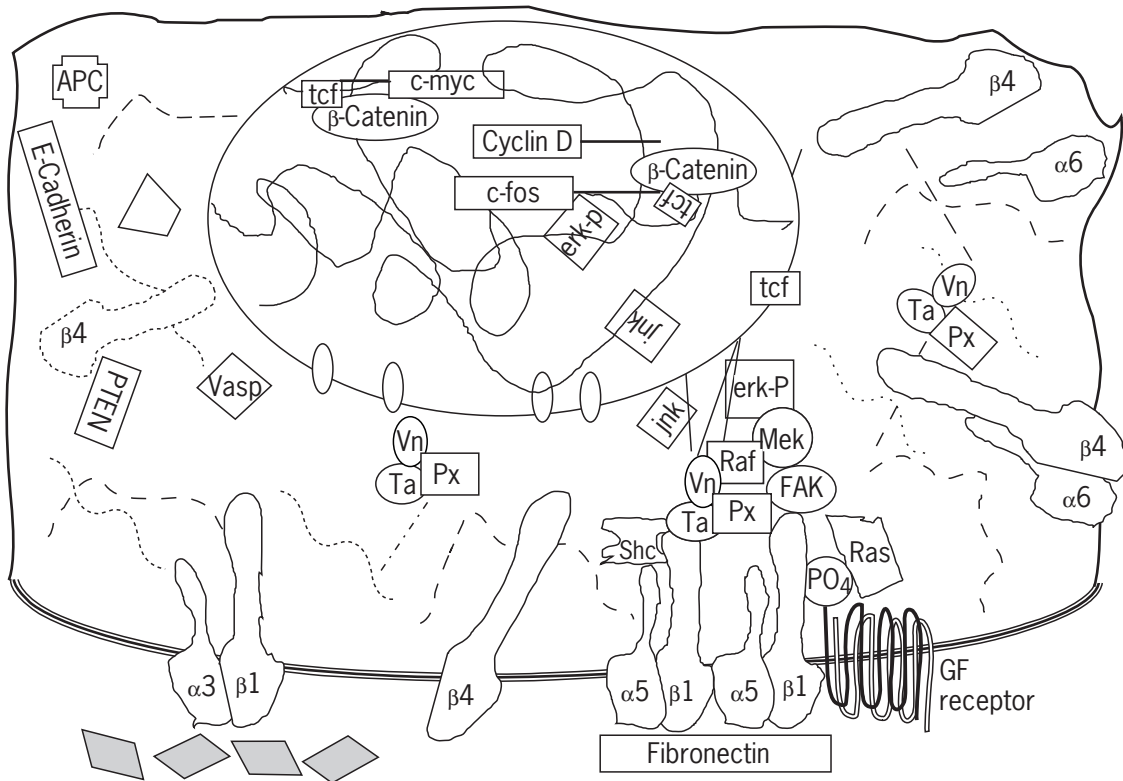 APC
tcf
c-myc
β-Catenin
β4
E-Cadherin
Cyclin D
β-Catenin
α6
c-fos
tcf
erk-p
tcf
Vn
Ta
Px
β4
jnk
PTEN
Vasp
erk-P
jnk
Mek
Vn
Raf
β4
Ta
Px
Vn
FAK
α6
Ta
Px
Shc
Ras
PO₄
α3
β1
β4
α5
β1
α5
β1
GF
receptor
Fibronectin